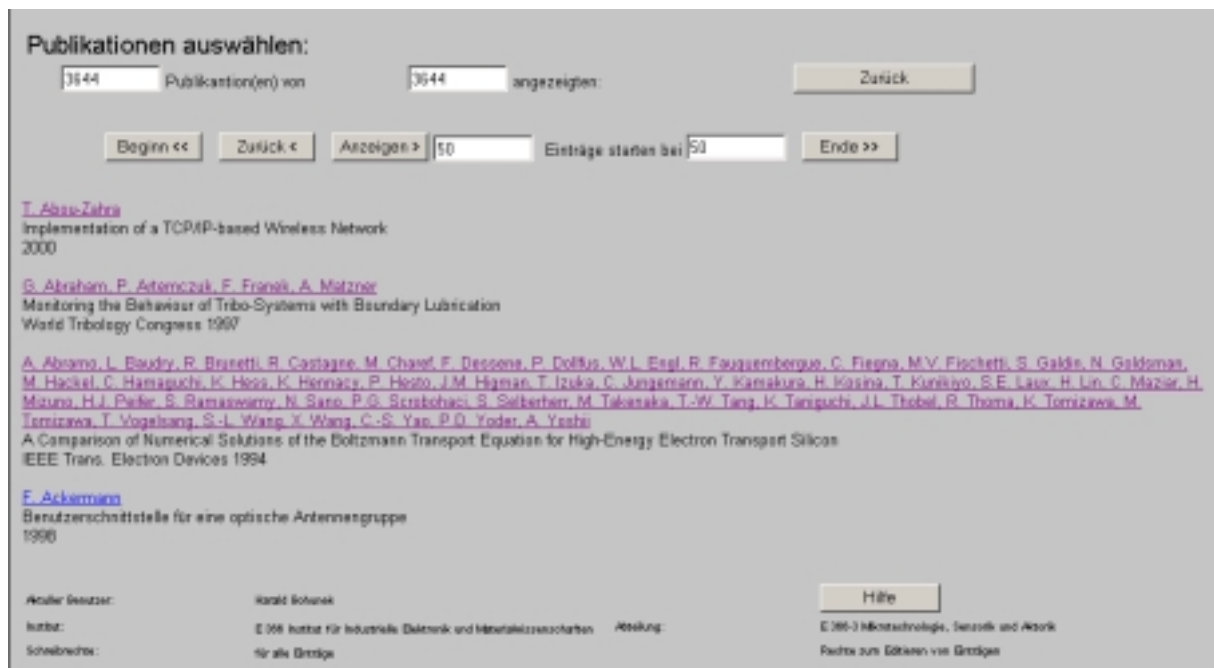 Publikationen auswählen:
3644 Publikantion(en) von 3644 angezeigten: Zurück
Beginn << Zurück < Anzeigen > 50 Einträge starten bei 50 Ende >>
T. Abou-Zahra
Implementation of a TCP/IP-based Wireless Network
2000
G. Abraham, P. Artemczuk, F. Franek, A. Matzner
Monitoring the Behaviour of Tribo-Systems with Boundary Lubrication
World Tribology Congress 1997
A. Abramo, L. Baudry, R. Brunetti, R. Castagne, M. Charef, F. Dessene, P. Dollfus, W.L. Engl, R. Fauquembergue, C. Fiegna, M.V. Fischetti, S. Galdin, N. Goldsman,
M. Hackel, C. Hamaguchi, K. Hess, K. Hennacy, P. Hesto, J.M. Higman, T. Izuka, C. Jungemann, Y. Kamakura, H. Kosina, T. Kunikiyo, S.E. Laux, H. Lin, C. Maziar, H.
Mizuno, H.J. Peifer, S. Ramaswamy, N. Sano, P.G. Scrobohaci, S. Selberherr, M. Takenaka, T.-W. Tang, K. Taniguchi, J.L. Thobel, R. Thoma, K. Tomizawa, M.
Tomizawa, T. Vogelsang, S.-L. Wang, X. Wang, C.-S. Yao, P.D. Yoder, A. Yoshii
A Comparison of Numerical Solutions of the Boltzmann Transport Equation for High-Energy Electron Transport Silicon
IEEE Trans. Electron Devices 1994
F. Ackermann
Benutzerschnittstelle für eine optische Antennengruppe
1998
Aktueller Benutzer: Harald Hilfe
Institut: E 366 Institut für Industrielle Elektronik und Materialwissenschaften Abteilung: E 366-3 Mikrotechnologie, Sensorik und Aktorik
Schreibrechte: für alle Einträge Rechte zum Editieren von Einträgen